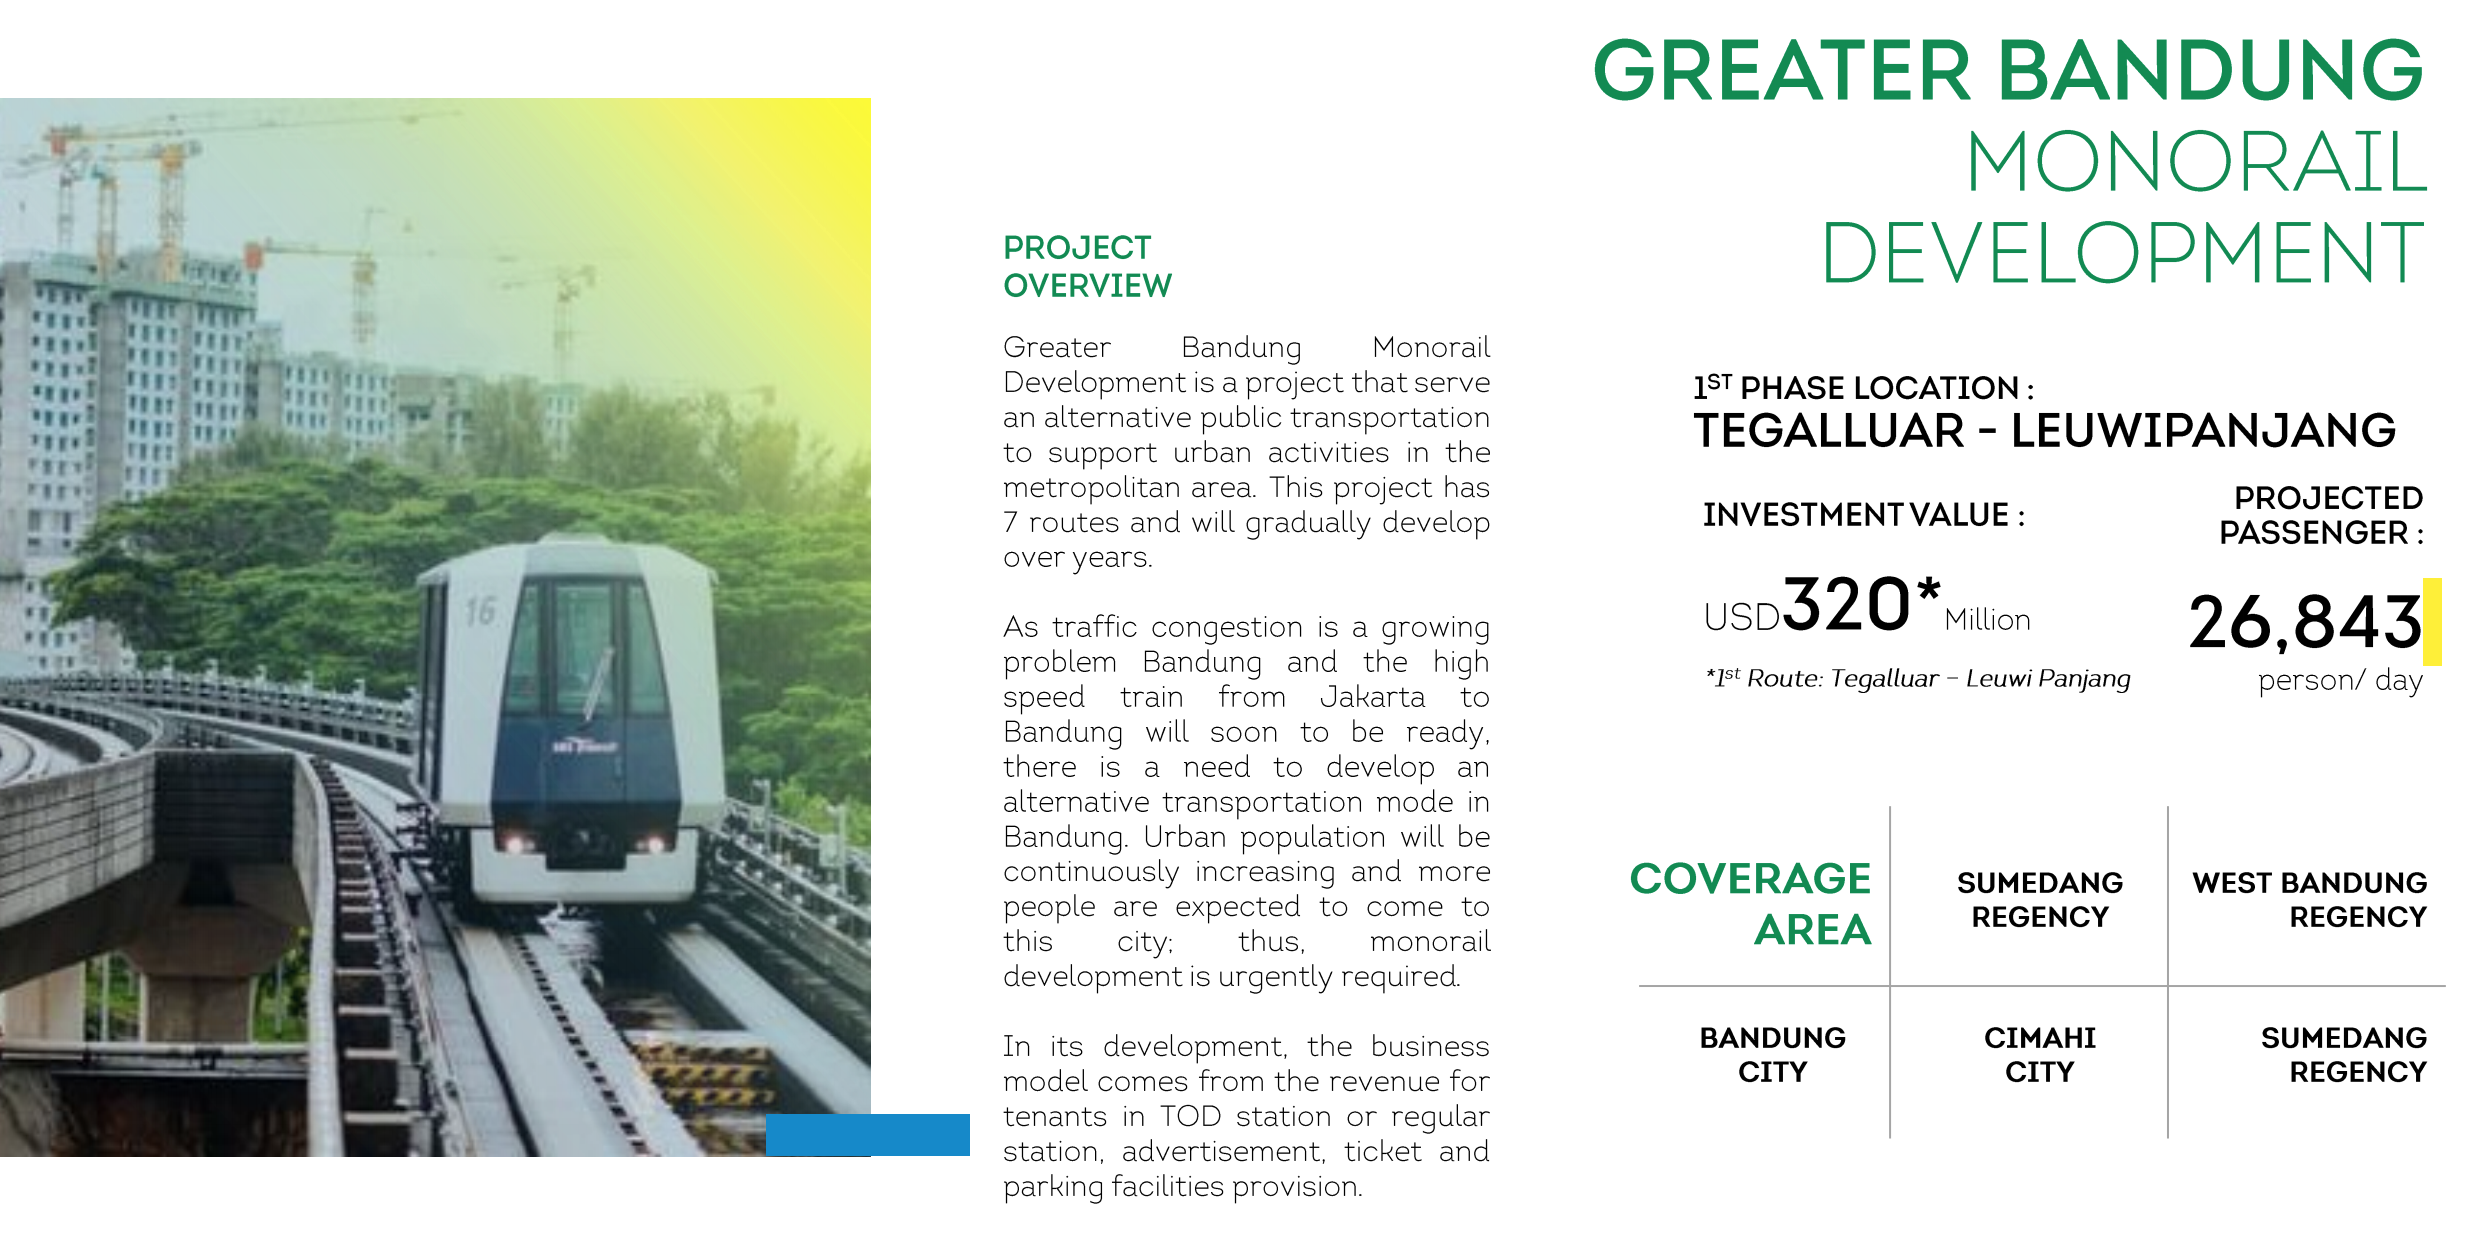 GREATER BANDUNG
MONORAIL
DEVELOPMENT
PROJECT
OVERVIEW
Greater Bandung Monorail
Development is a project that serve
an alternative public transportation
to support urban activities in the
metropolitan area. This project has
7 routes and will gradually develop
over years.
As traffic congestion is a growing
problem Bandung and the high
speed train from Jakarta to
Bandung will soon to be ready,
there is a need to develop an
alternative transportation mode in
Bandung. Urban population will be
continuously increasing and more
people are expected to come to
this city; thus, monorail
development is urgently required.
In its development, the business
model comes from the revenue for
tenants in TOD station or regular
station, advertisement, ticket and
parking facilities provision.
1ST PHASE LOCATION :
TEGALLUAR - LEUWIPANJANG
INVESTMENT VALUE :
USD320* Million
*1st Route: Tegalluar – Leuwi Panjang
PROJECTED
PASSENGER :
26,843
person/ day
COVERAGE
AREA
SUMEDANG
REGENCY
WEST BANDUNG
REGENCY
BANDUNG
CITY
CIMAHI
CITY
SUMEDANG
REGENCY
16
SBS Transit